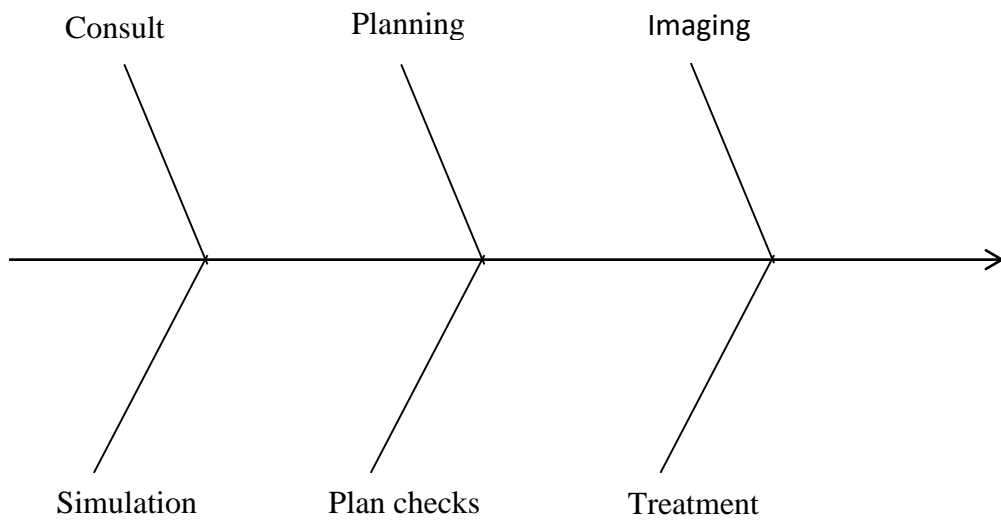 Consult
Planning
Imaging
Simulation
Plan checks
Treatment